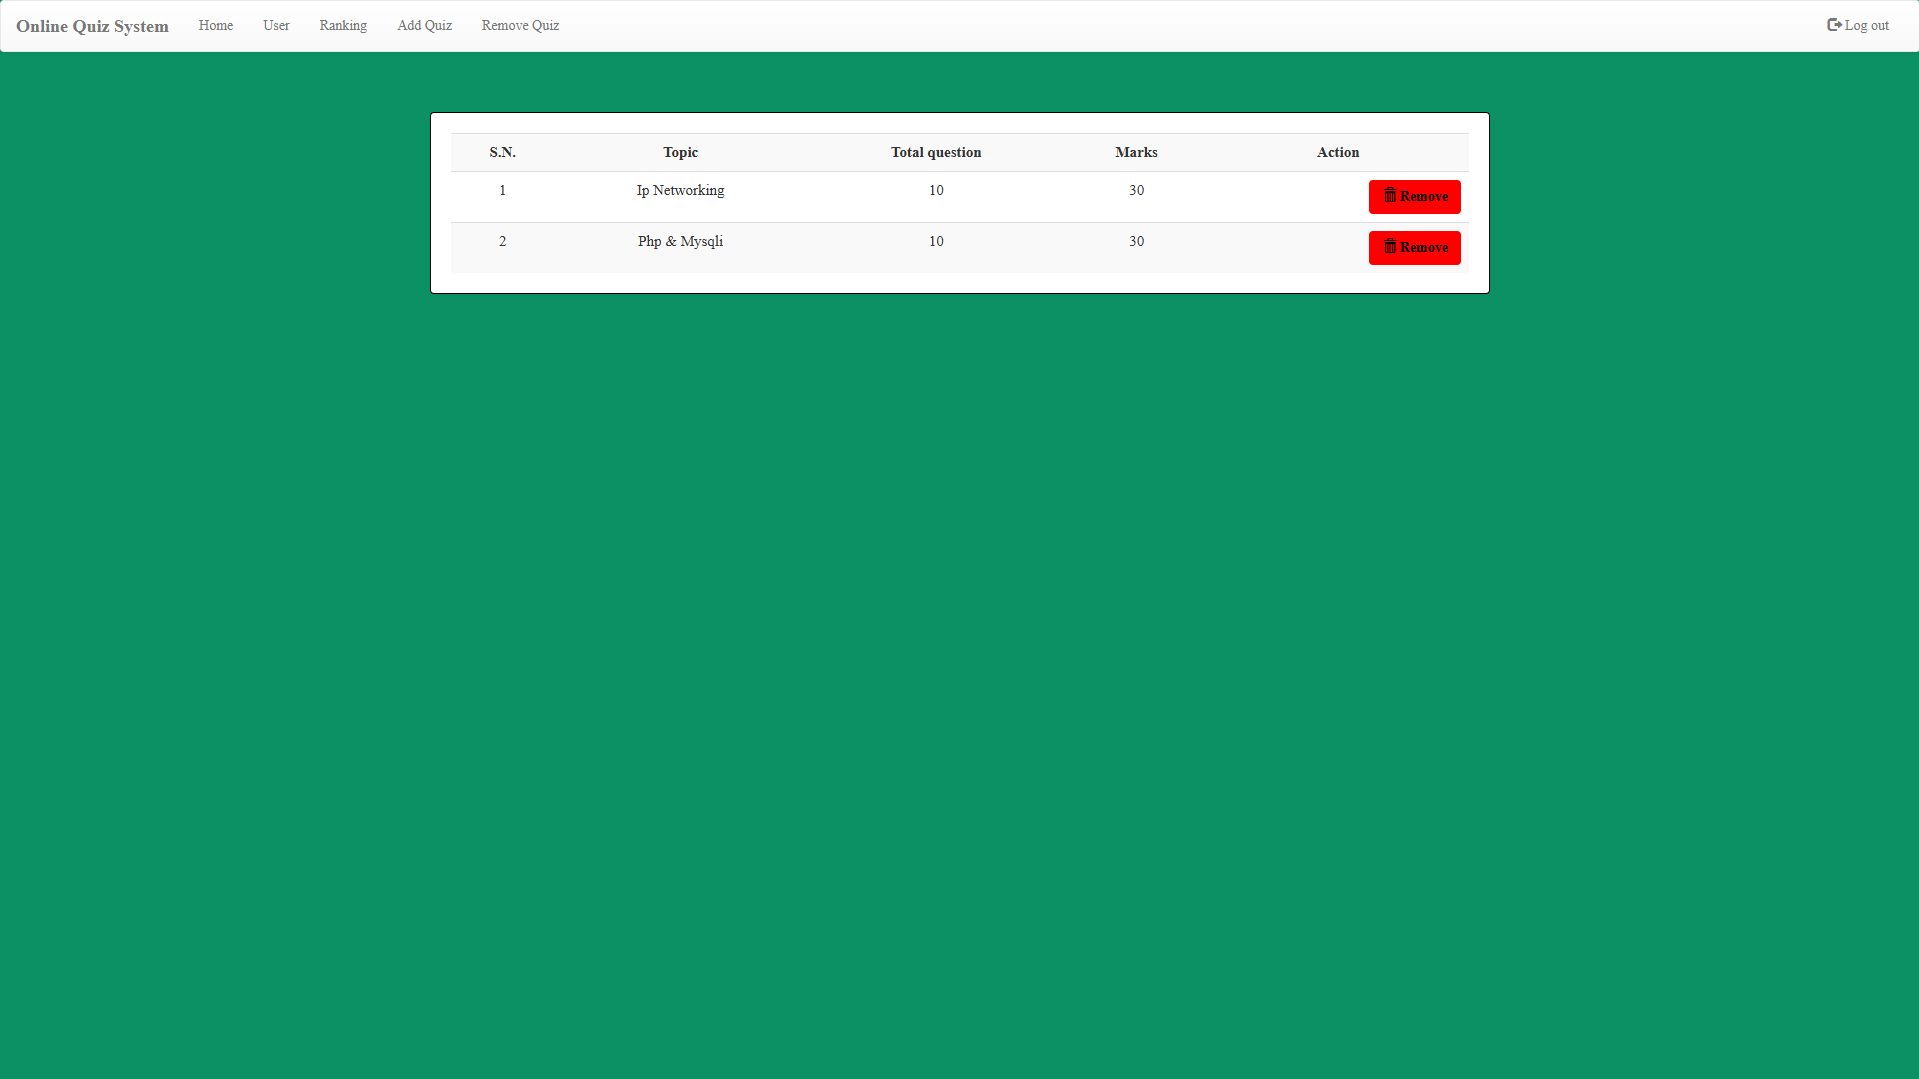 Online Quiz System Home User Ranking Add Quiz Remove Quiz Log out
S.N. Topic Total question Marks Action
1 Ip Networking 10 30 Remove
2 Php & Mysqli 10 30 Remove